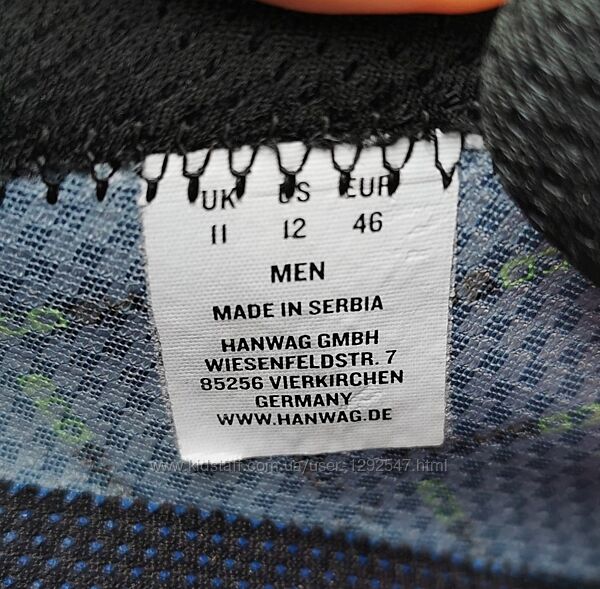 UK US EUR
11 12 46
MEN
MADE IN SERBIA
HANWAG GMBH
WIESENFELDSTR. 7
85256 VIERKIRCHEN
GERMANY
WWW.HANWAG.DE
www.kidstaff.com.ua/user-1292547.html